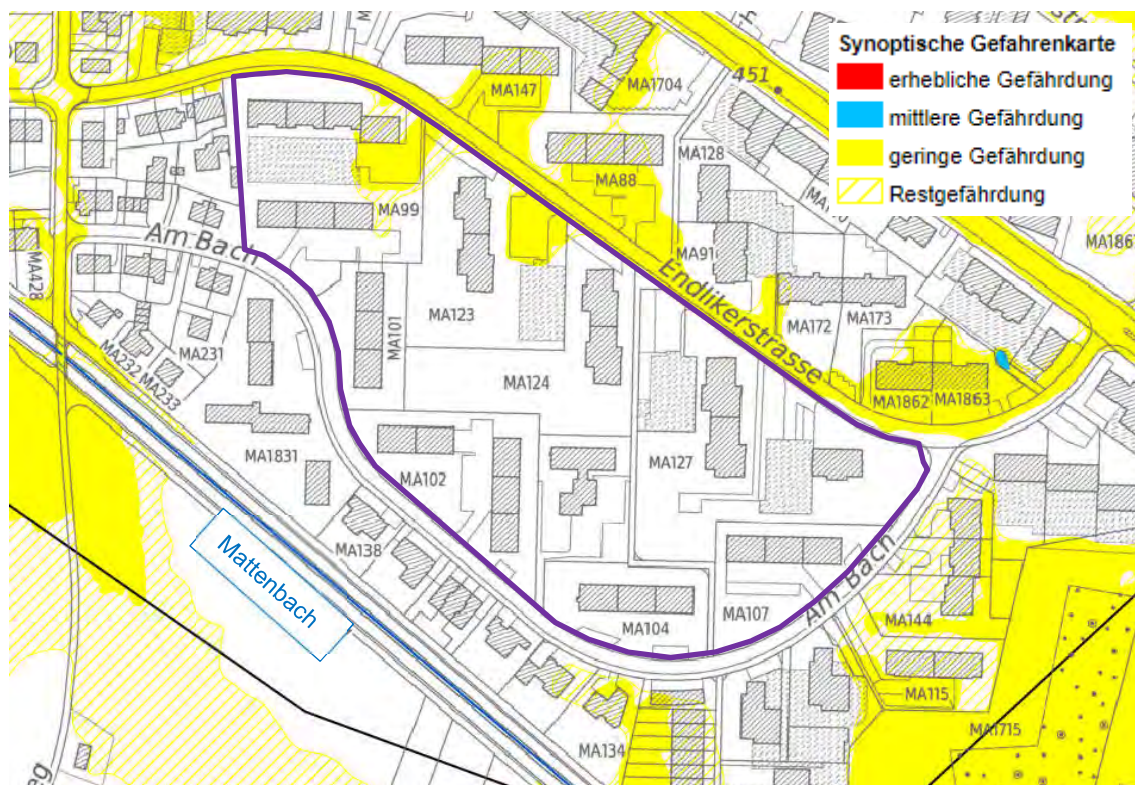 Synoptische Gefahrenkarte
erhebliche Gefährdung
mittlere Gefährdung
geringe Gefährdung
Restgefährdung
451
MA147
MA1704
MA128
MA88
MA99
MA91
Am Bach
MA428
MA123
MA101
Endlikerstrasse
MA172
MA173
MA231
MA232
MA233
MA124
MA1862
MA1863
MA1831
MA102
MA127
MA138
Mattenbach
Am Bach
MA104
MA107
MA144
MA115
MA1715
MA134